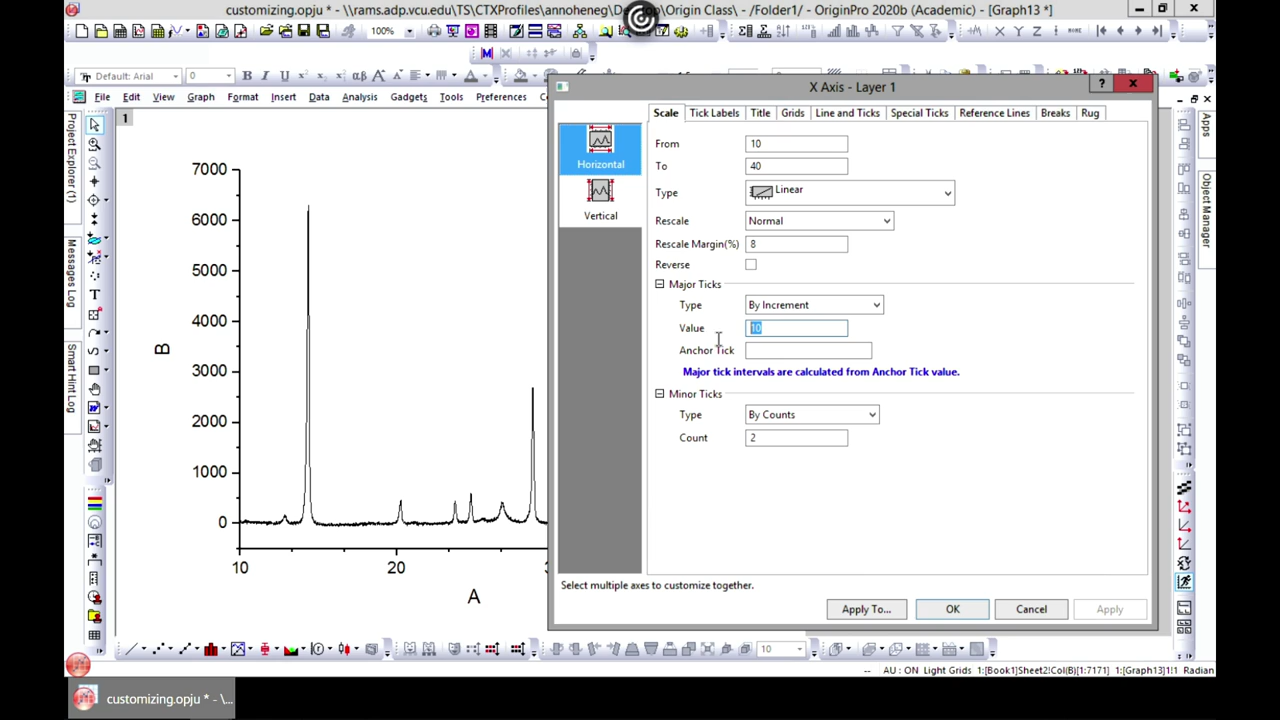 customizing.opju * - \\rams.adp.vcu.edu\TS\CTXProfiles\annoheneg\Desktop\Origin Class\ - /Folder1/ - OriginPro 2020b (Academic) - [Graph13 *]
100%
Default: Arial 0 B I U
File Edit View Graph Format Insert Data Analysis Gadgets Tools Preferences
X Axis - Layer 1
Scale Tick Labels Title Grids Line and Ticks Special Ticks Reference Lines Breaks Rug
Horizontal
Vertical
From 10
To 40
Type Linear
Rescale Normal
Rescale Margin(%) 8
Reverse
Major Ticks
Type By Increment
Value 10
Anchor Tick
Major tick intervals are calculated from Anchor Tick value.
Minor Ticks
Type By Counts
Count 2
Select multiple axes to customize together.
Apply To... OK Cancel Apply
Project Explorer (1)
Messages Log
Smart Hint Log
Apps
Object Manager
1
7000
6000
5000
4000
3000
2000
1000
0
B
10 20
A
10
AU : ON Light Grids 1:[Book1]Sheet2!Col(B)[1:7171] 1:[Graph13]1!1 Radian
customizing.opju * - \...